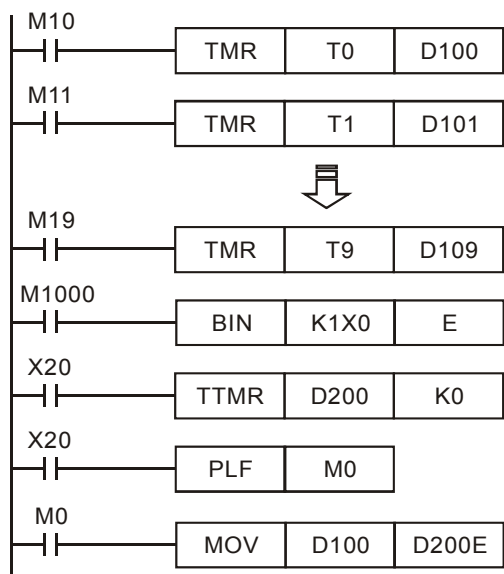 M10
TMR T0 D100
M11
TMR T1 D101
M19
TMR T9 D109
M1000
BIN K1X0 E
X20
TTMR D200 K0
X20
PLF M0
M0
MOV D100 D200E